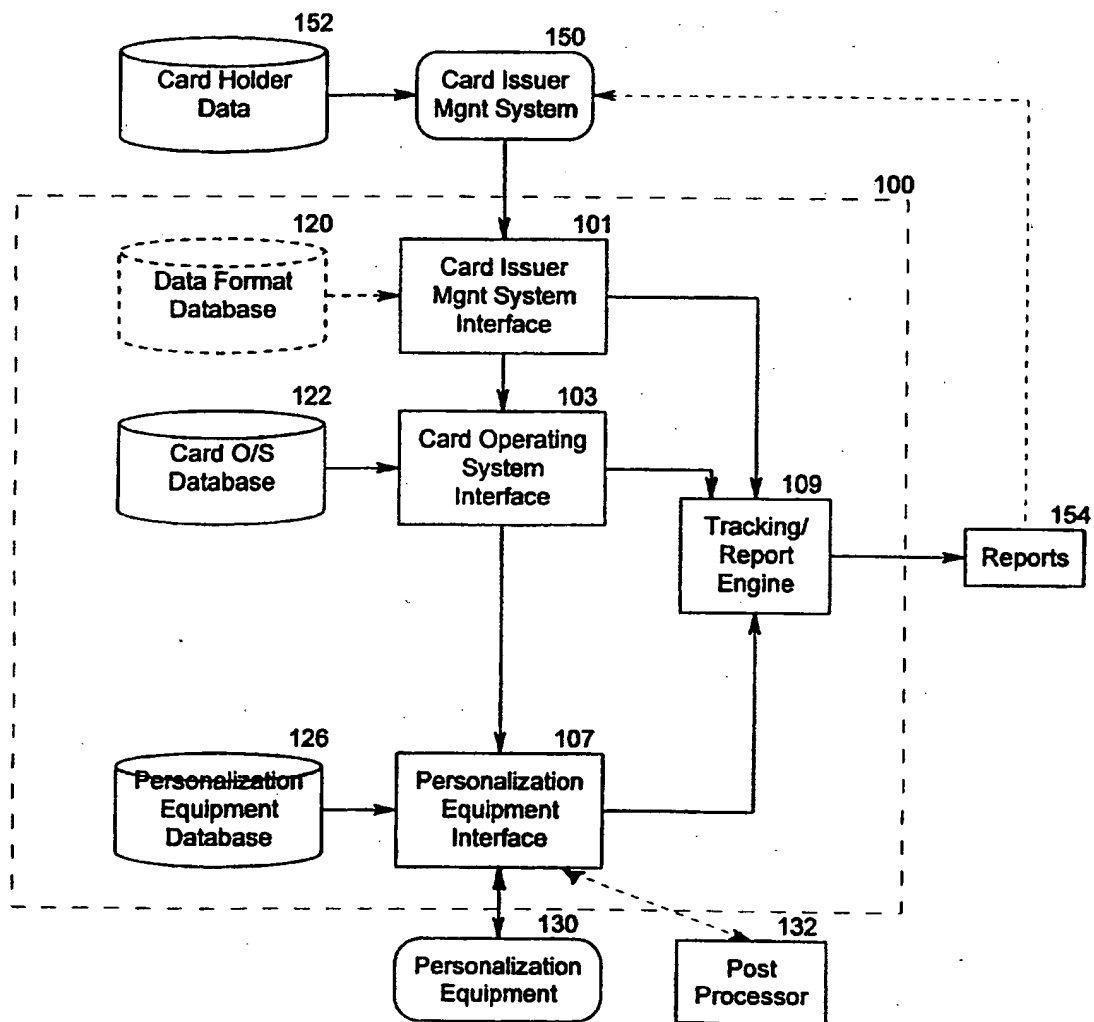 152
Card Holder
Data
150
Card Issuer
Mgnt System
100
120
Data Format
Database
101
Card Issuer
Mgnt System
Interface
122
Card O/S
Database
103
Card Operating
System
Interface
109
Tracking/
Report
Engine
154
Reports
126
Personalization
Equipment
Database
107
Personalization
Equipment
Interface
130
Personalization
Equipment
132
Post
Processor